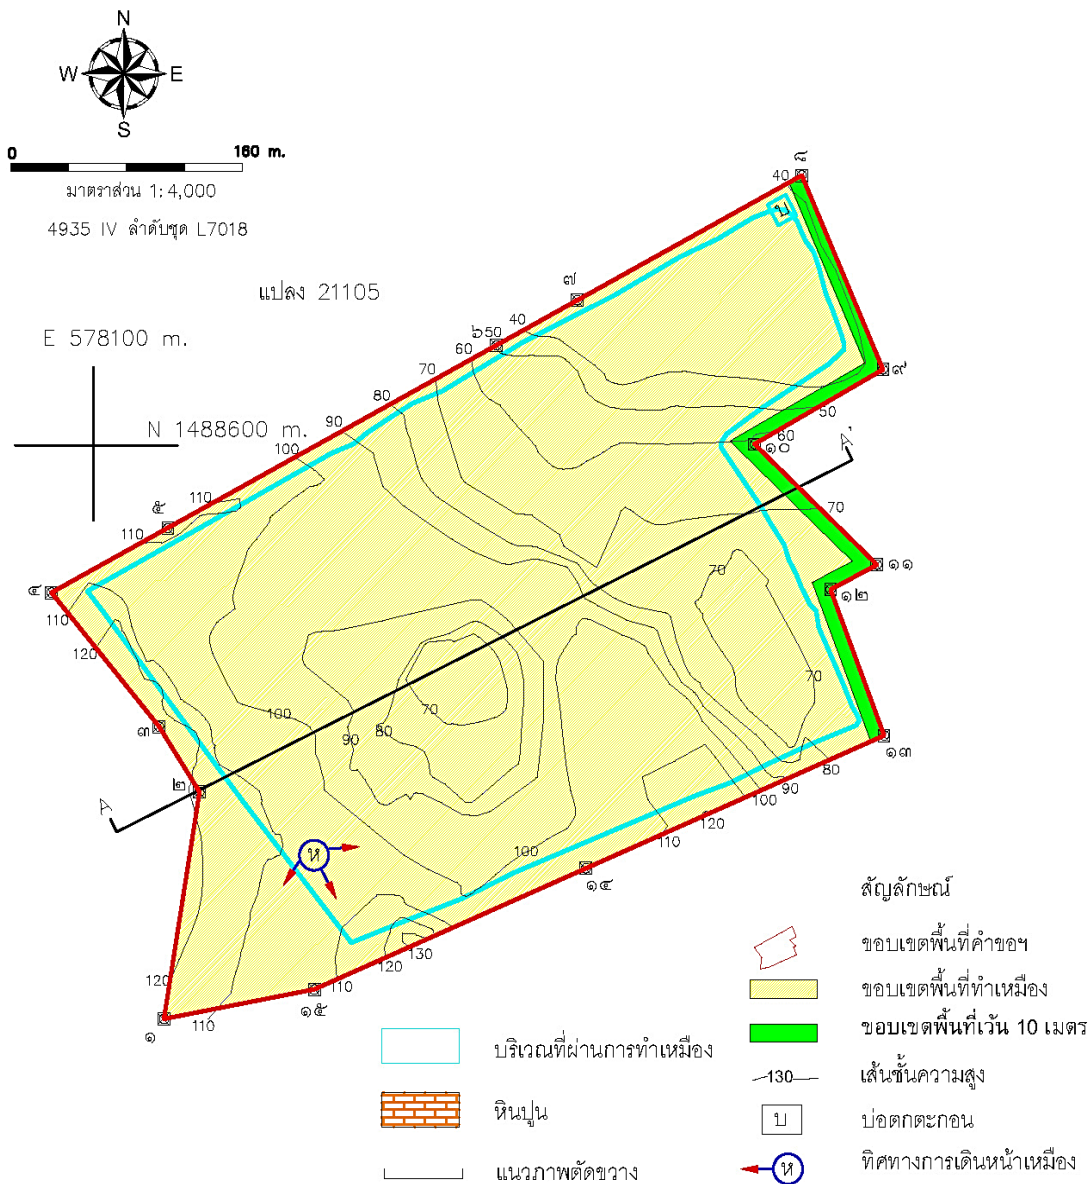 N
W E
S
0 160 m.
มาตราส่วน 1:4,000
4935 IV ลำดับชุด L7018
แปลง 21105
E 578100 m.
N 1488600 m.
๘
40
บ
๗
40
๖
50
60
70
80
90
100
110
๕
110
๔
110
120
๓
๙
50
60
๑๐
A'
70
๑๑
70
๑๒
70
100
70
80
90
๒
A
ห
๑๓
80
90
100
120
110
๑๔
100
130
120
110
๑๕
120
๑
110
สัญลักษณ์
ขอบเขตพื้นที่คำขอฯ
ขอบเขตพื้นที่ทำเหมือง
ขอบเขตพื้นที่เว้น 10 เมตร
130 เส้นชั้นความสูง
บ บ่อตกตะกอน
ห ทิศทางการเดินหน้าเหมือง
บริเวณที่ผ่านการทำเหมือง
หินปูน
แนวภาพตัดขวาง